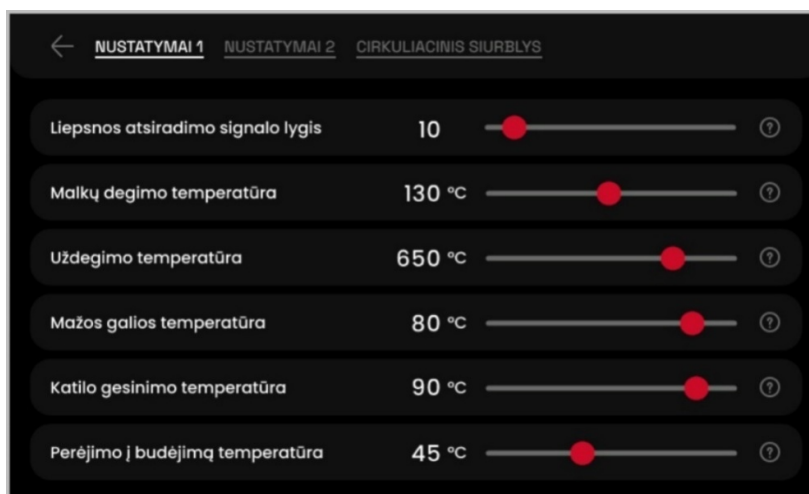 NUSTATYMAI 1 NUSTATYMAI 2 CIRKULIACINIS SIURBLYS
Liepsnos atsiradimo signalo lygis 10 ?
Malkų degimo temperatūra 130 °C ?
Uždegimo temperatūra 650 °C ?
Mažos galios temperatūra 80 °C ?
Katilo gesinimo temperatūra 90 °C ?
Perėjimo į budėjimą temperatūra 45 °C ?